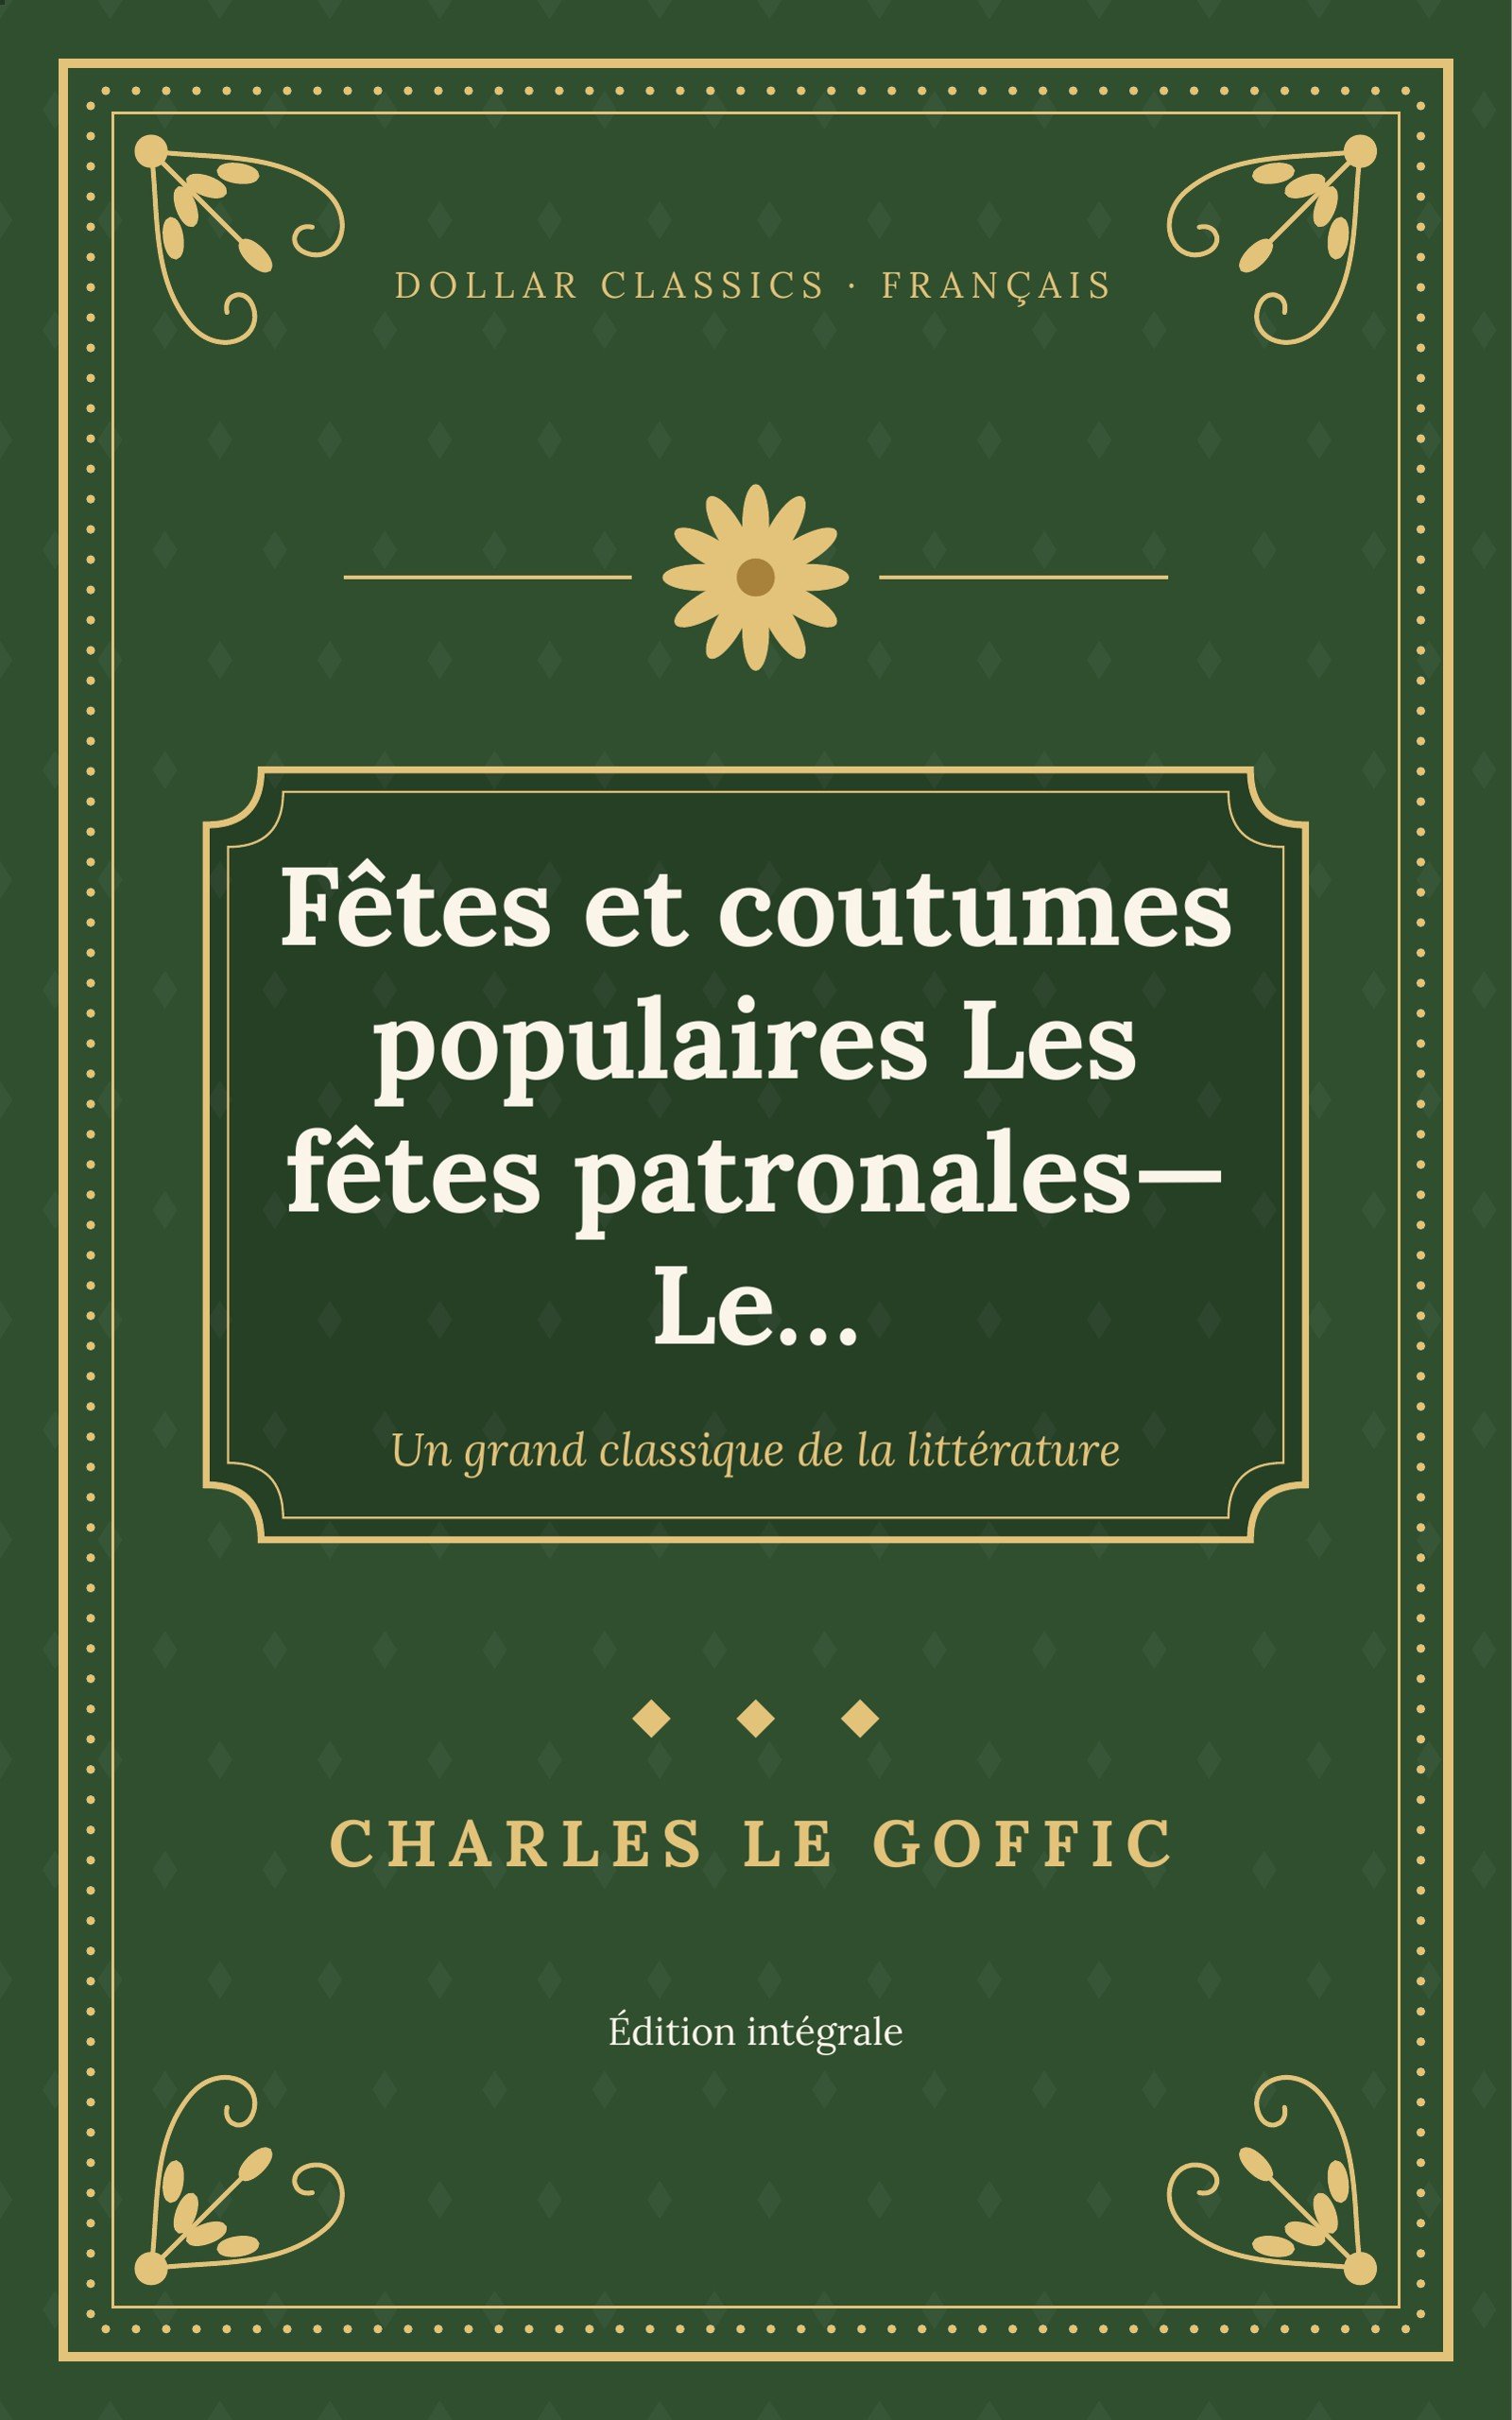 DOLLAR CLASSICS · FRANÇAIS
Fêtes et coutumes
populaires Les
fêtes patronales—
Le…
Un grand classique de la littérature
CHARLES LE GOFFIC
Édition intégrale